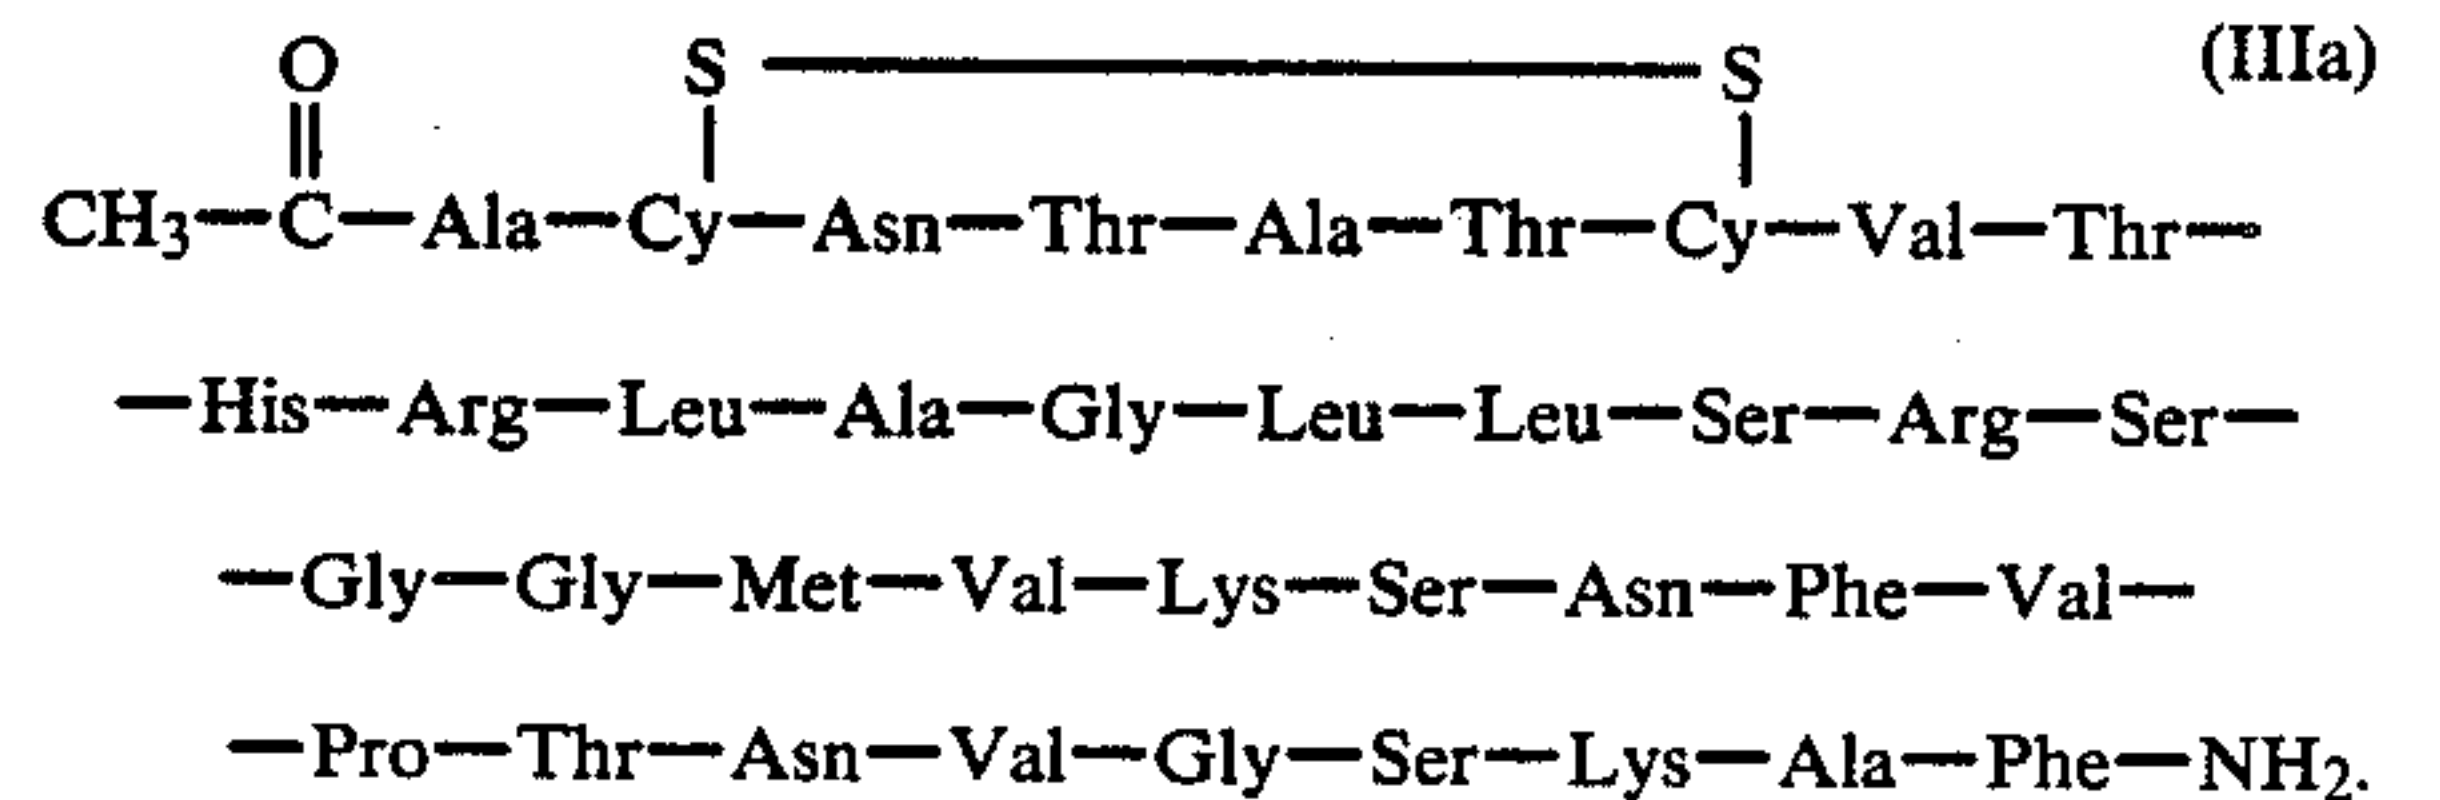 O S———S (IIIa)
CH₃—C—Ala—Cy—Asn—Thr—Ala—Thr—Cy—Val—Thr—
—His—Arg—Leu—Ala—Gly—Leu—Leu—Ser—Arg—Ser—
—Gly—Gly—Met—Val—Lys—Ser—Asn—Phe—Val—
—Pro—Thr—Asn—Val—Gly—Ser—Lys—Ala—Phe—NH₂.